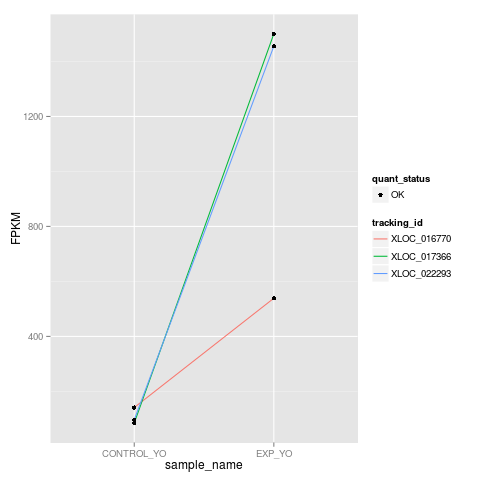 1200
800
400
FPKM
CONTROL_YO
EXP_YO
sample_name
quant_status
OK
tracking_id
XLOC_016770
XLOC_017366
XLOC_022293